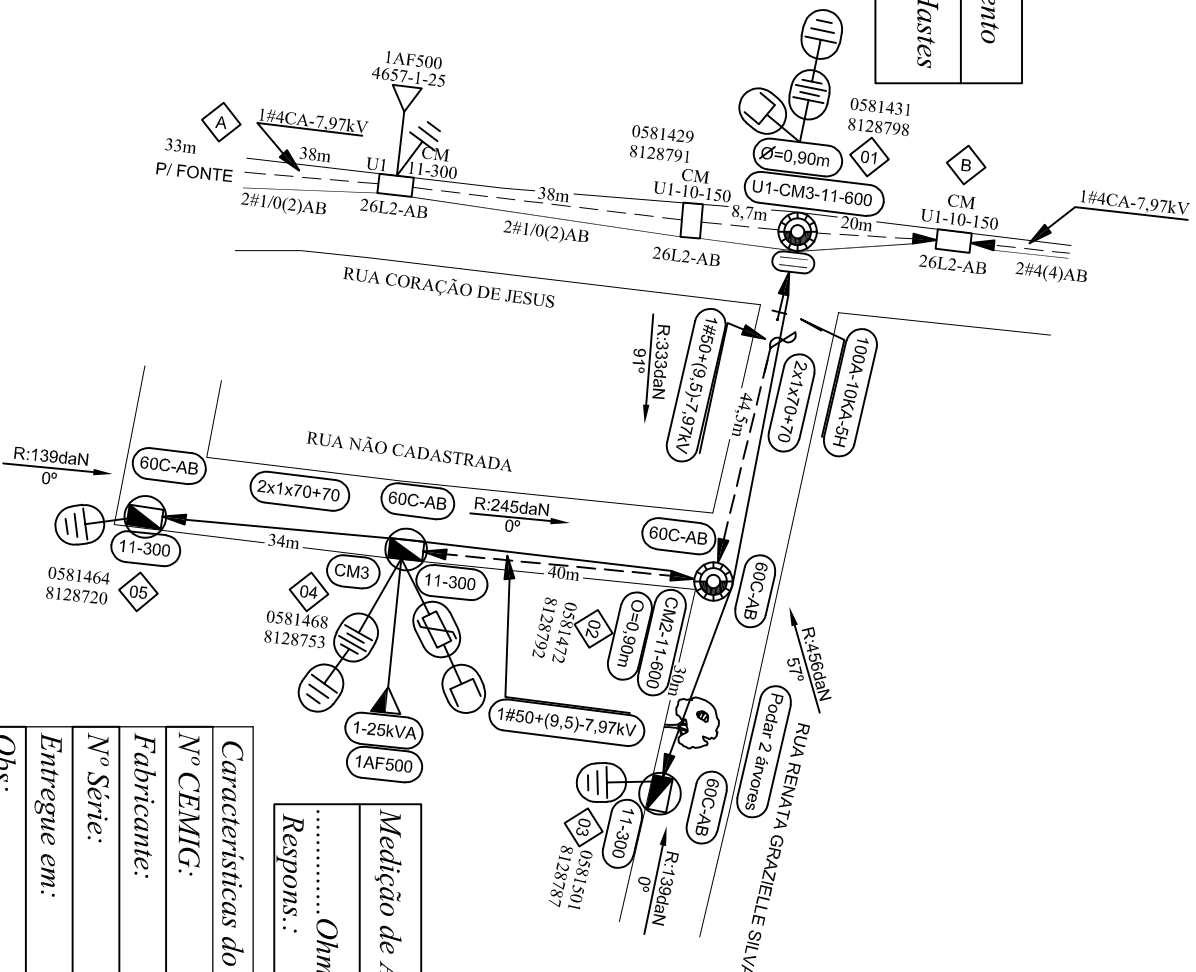 ento
Hastes
1AF500
4657-1-25
A
1#4CA-7,97kV
33m
P/ FONTE
38m
U1
CM
11-300
2#1/0(2)AB
26L2-AB
38m
2#1/0(2)AB
0581429
8128791
CM
U1-10-150
26L2-AB
8,7m
Ø=0,90m
U1-CM3-11-600
0581431
8128798
01
20m
B
CM
U1-10-150
26L2-AB
1#4CA-7,97kV
2#4(4)AB
RUA CORAÇÃO DE JESUS
R:333daN
91°
1#50+(9,5)-7,97kV
44,5m
2x1x70+70
100A-10KA-5H
RUA NÃO CADASTRADA
R:139daN
0°
60C-AB
2x1x70+70
60C-AB
R:245daN
0°
60C-AB
60C-AB
34m
40m
11-300
0581464
8128720
05
CM3
11-300
04
0581468
8128753
1-25kVA
1AF500
02
0581472
8128792
O=0,90m
CM2-11-600
30m
1#50+(9,5)-7,97kV
R:456daN
57°
Podar 2 árvores
RUA RENATA GRAZIELLE SILVA
60C-AB
11-300
03
0581501
8128787
R:139daN
0°
Medição de A
............Ohm
Respons.:
Características do
Nº CEMIG:
Fabricante:
Nº Série:
Entregue em:
Obs: